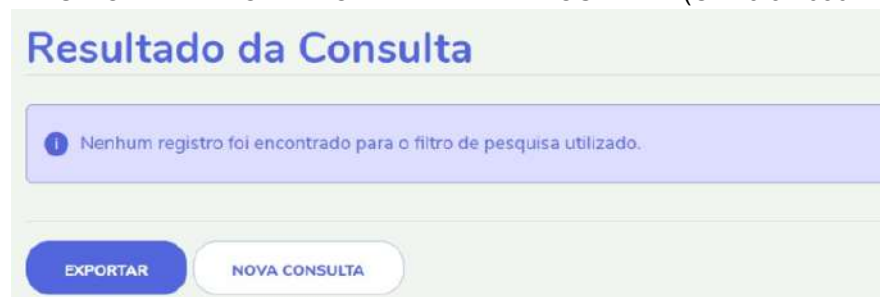 Resultado da Consulta
Nenhum registro foi encontrado para o filtro de pesquisa utilizado.
EXPORTAR
NOVA CONSULTA